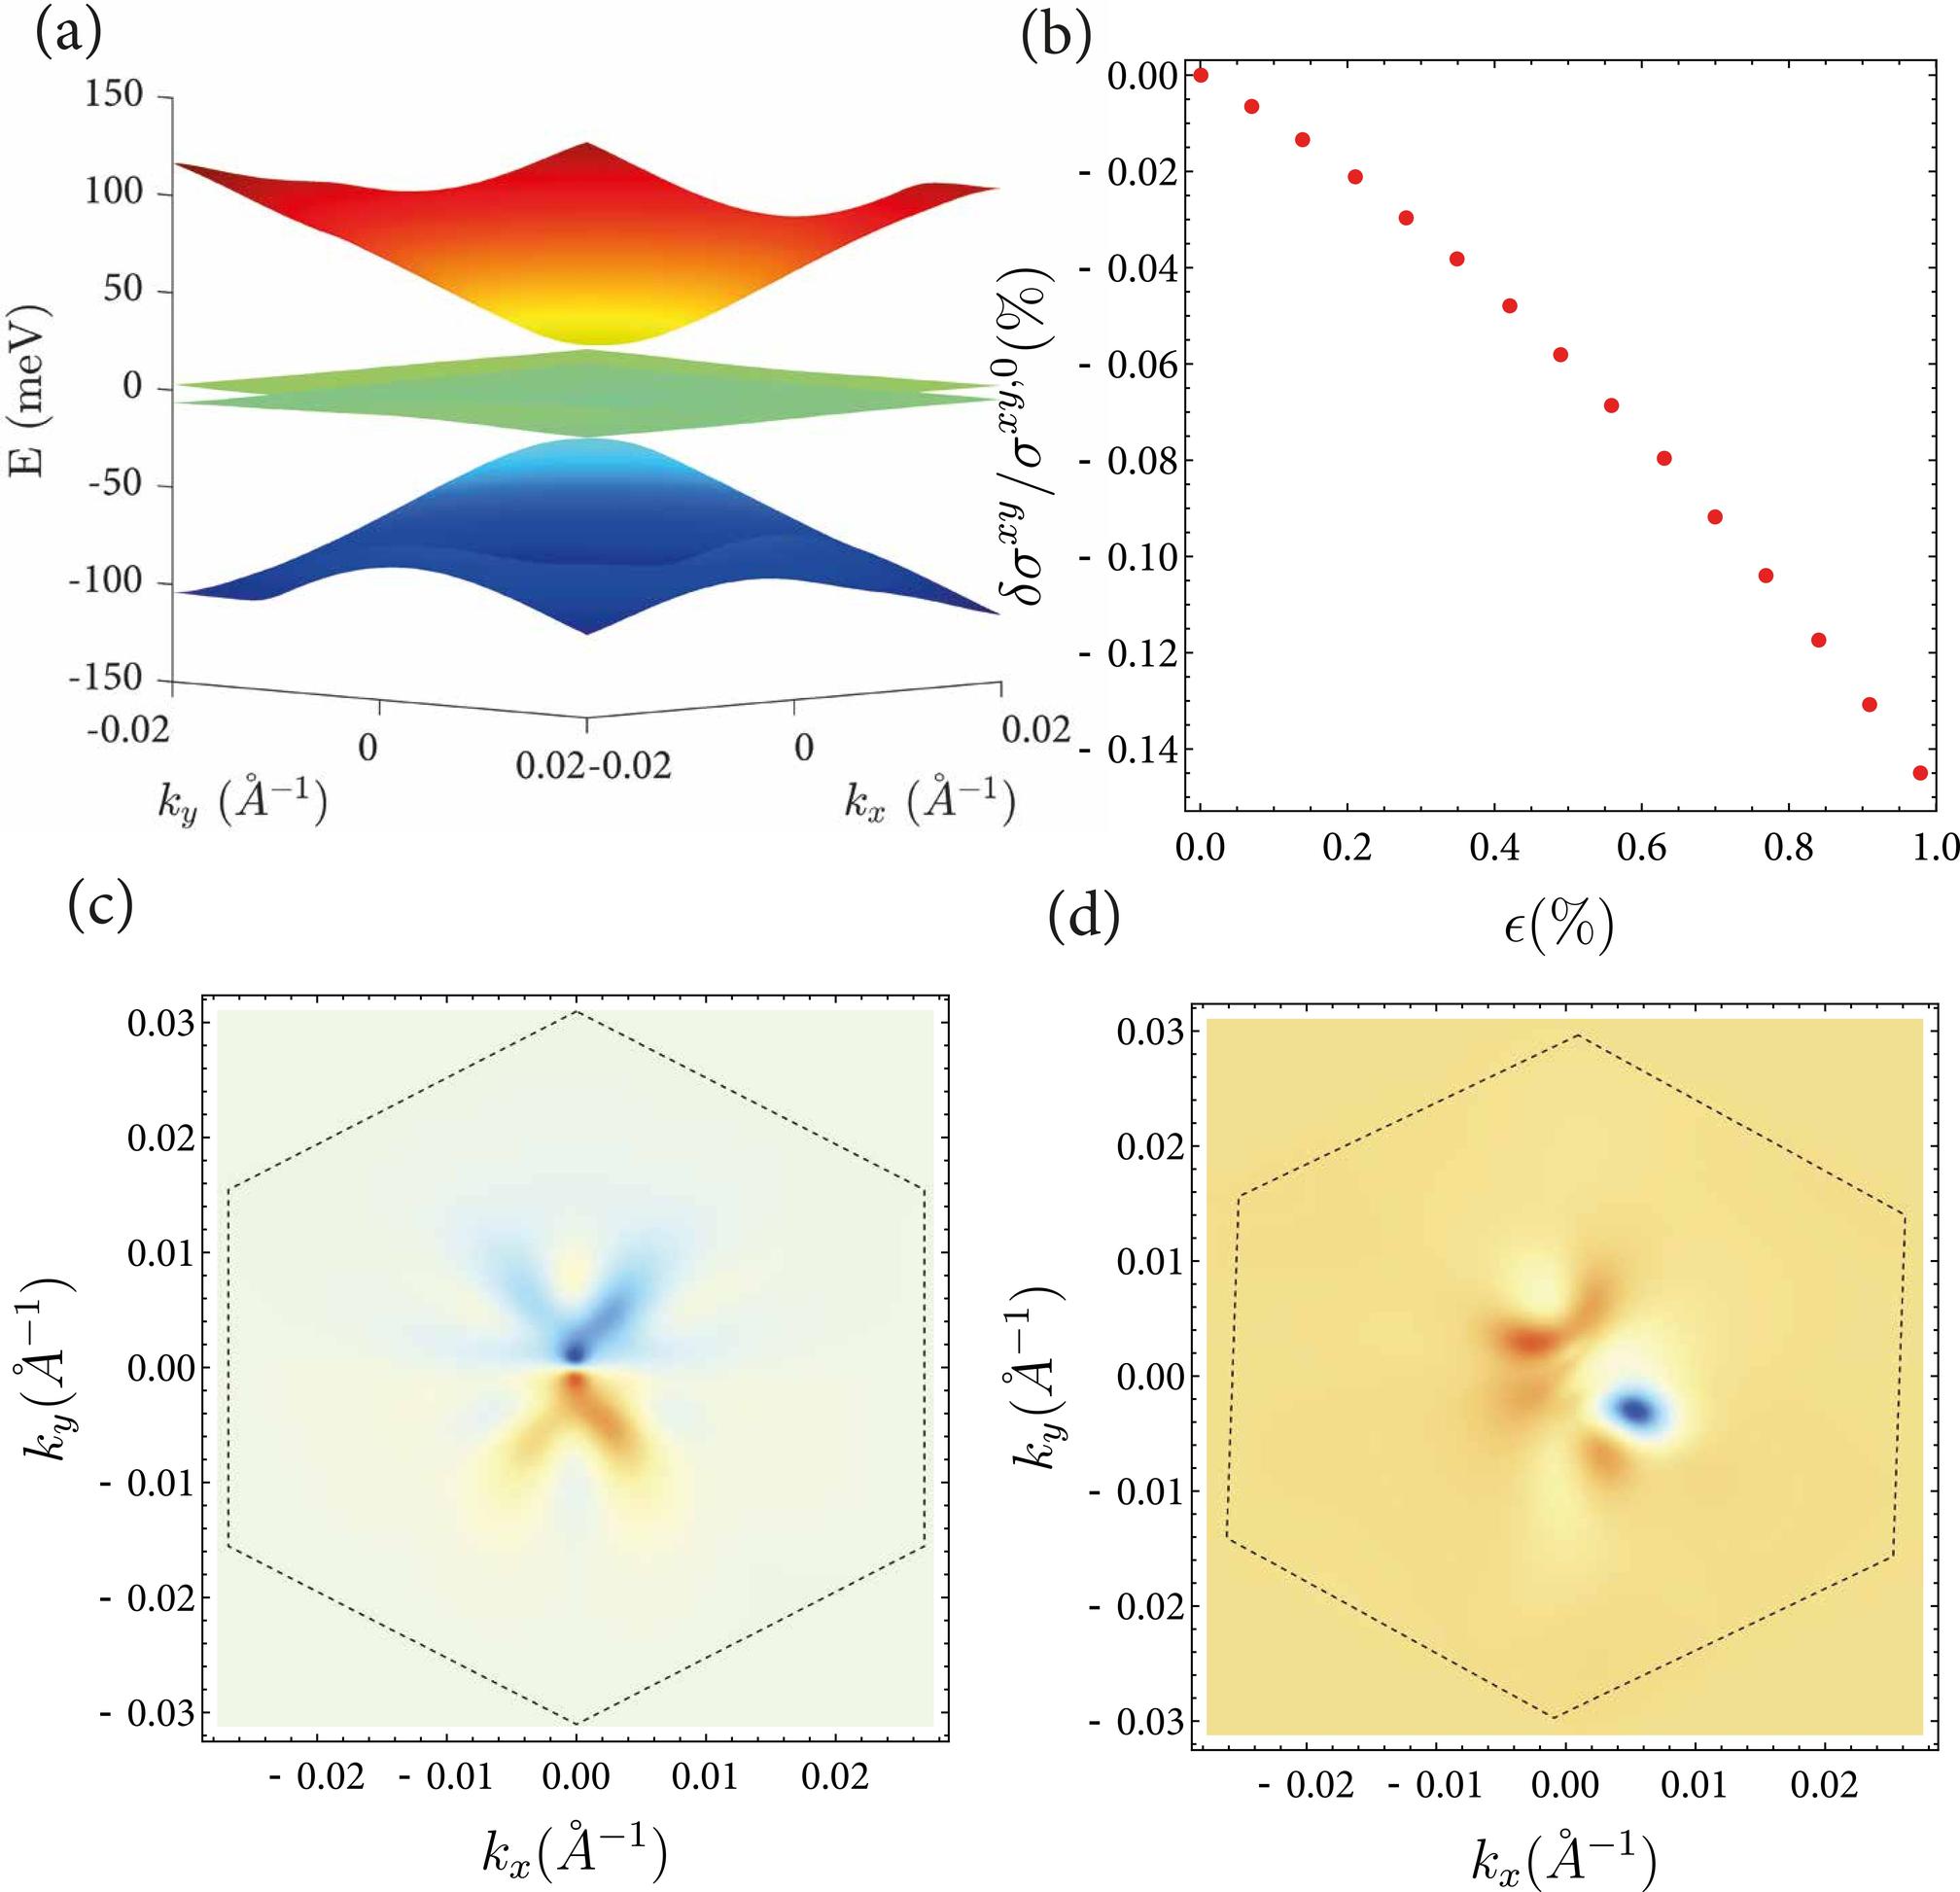 (a)
150
100
50
0
-50
-100
-150
E (meV)
-0.02
0
0.02-0.02
0
0.02
k_y (Å⁻¹)
k_x (Å⁻¹)
(b)
0.00
- 0.02
- 0.04
- 0.06
- 0.08
- 0.10
- 0.12
- 0.14
δσ_xy/σ_xy,0(%)
0.0 0.2 0.4 0.6 0.8 1.0
ϵ(%)
(c)
0.03
0.02
0.01
0.00
- 0.01
- 0.02
- 0.03
k_y(Å⁻¹)
- 0.02 - 0.01 0.00 0.01 0.02
k_x(Å⁻¹)
(d)
0.03
0.02
0.01
0.00
- 0.01
- 0.02
- 0.03
k_y(Å⁻¹)
- 0.02 - 0.01 0.00 0.01 0.02
k_x(Å⁻¹)